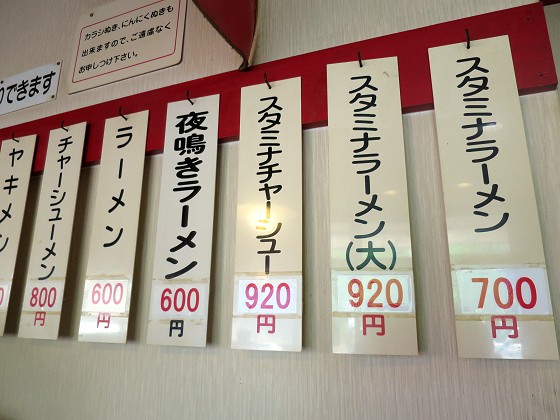 カラシぬき、にんにくぬきも
出来ますので、ご遠慮なく
お申しつけ下さい。
できます
スタミナラーメン
700
円
スタミナラーメン(大)
920
円
スタミナチャーシュー
920
円
夜鳴きラーメン
600
円
ラーメン
600
円
チャーシューメン
800
円
ヤキメン